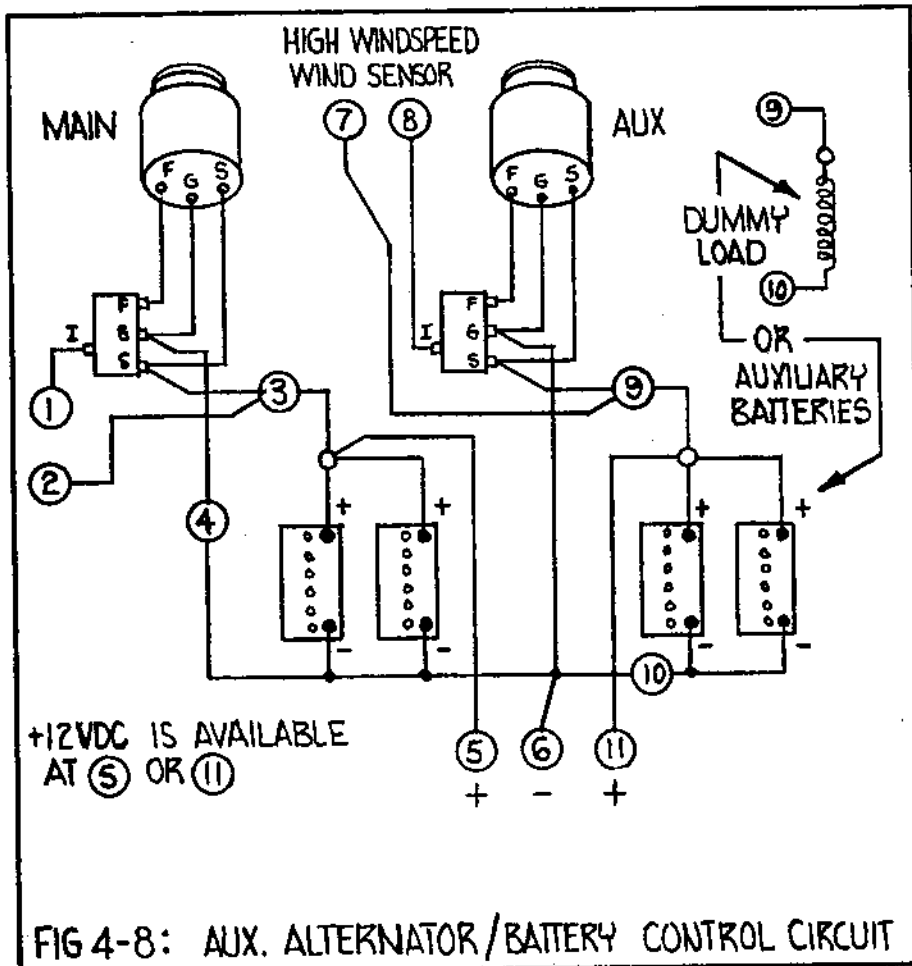 HIGH WINDSPEED
WIND SENSOR
MAIN
7
8
AUX
9
F G S
F G S
DUMMY
LOAD
10
F
I
G
S
F
I
G
S
OR
AUXILIARY
BATTERIES
1
3
9
2
4
+
+
+
+
-
-
-
-
10
+12VDC IS AVAILABLE
AT 5 OR 11
5
6
11
+
-
+
FIG 4-8: AUX. ALTERNATOR/BATTERY CONTROL CIRCUIT